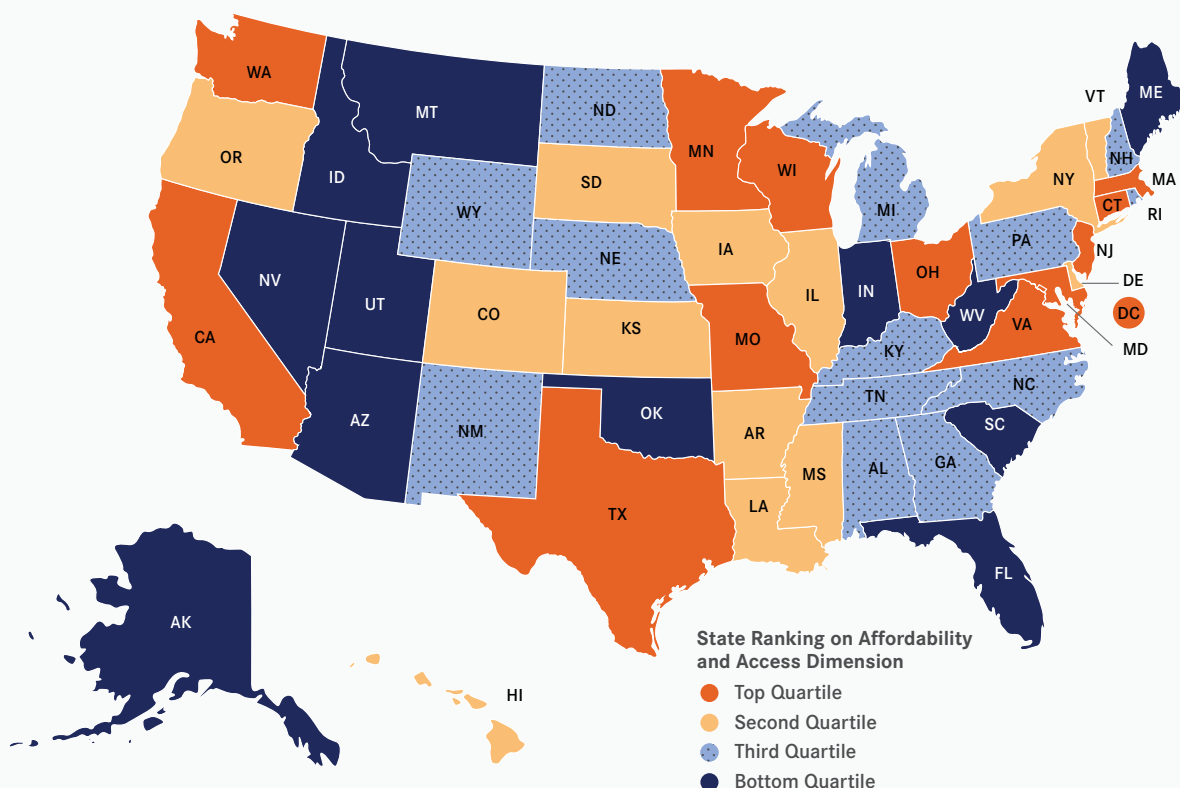 WA
MT
ND
MN
VT
ME
OR
ID
SD
WI
NH
NY
MA
WY
MI
CT
RI
NV
UT
NE
IA
PA
NJ
OH
DE
CO
IL
IN
WV
DC
CA
KS
MO
VA
MD
KY
AZ
NM
OK
AR
TN
NC
SC
TX
LA
MS
AL
GA
FL
AK
HI
State Ranking on Affordability
and Access Dimension
Top Quartile
Second Quartile
Third Quartile
Bottom Quartile